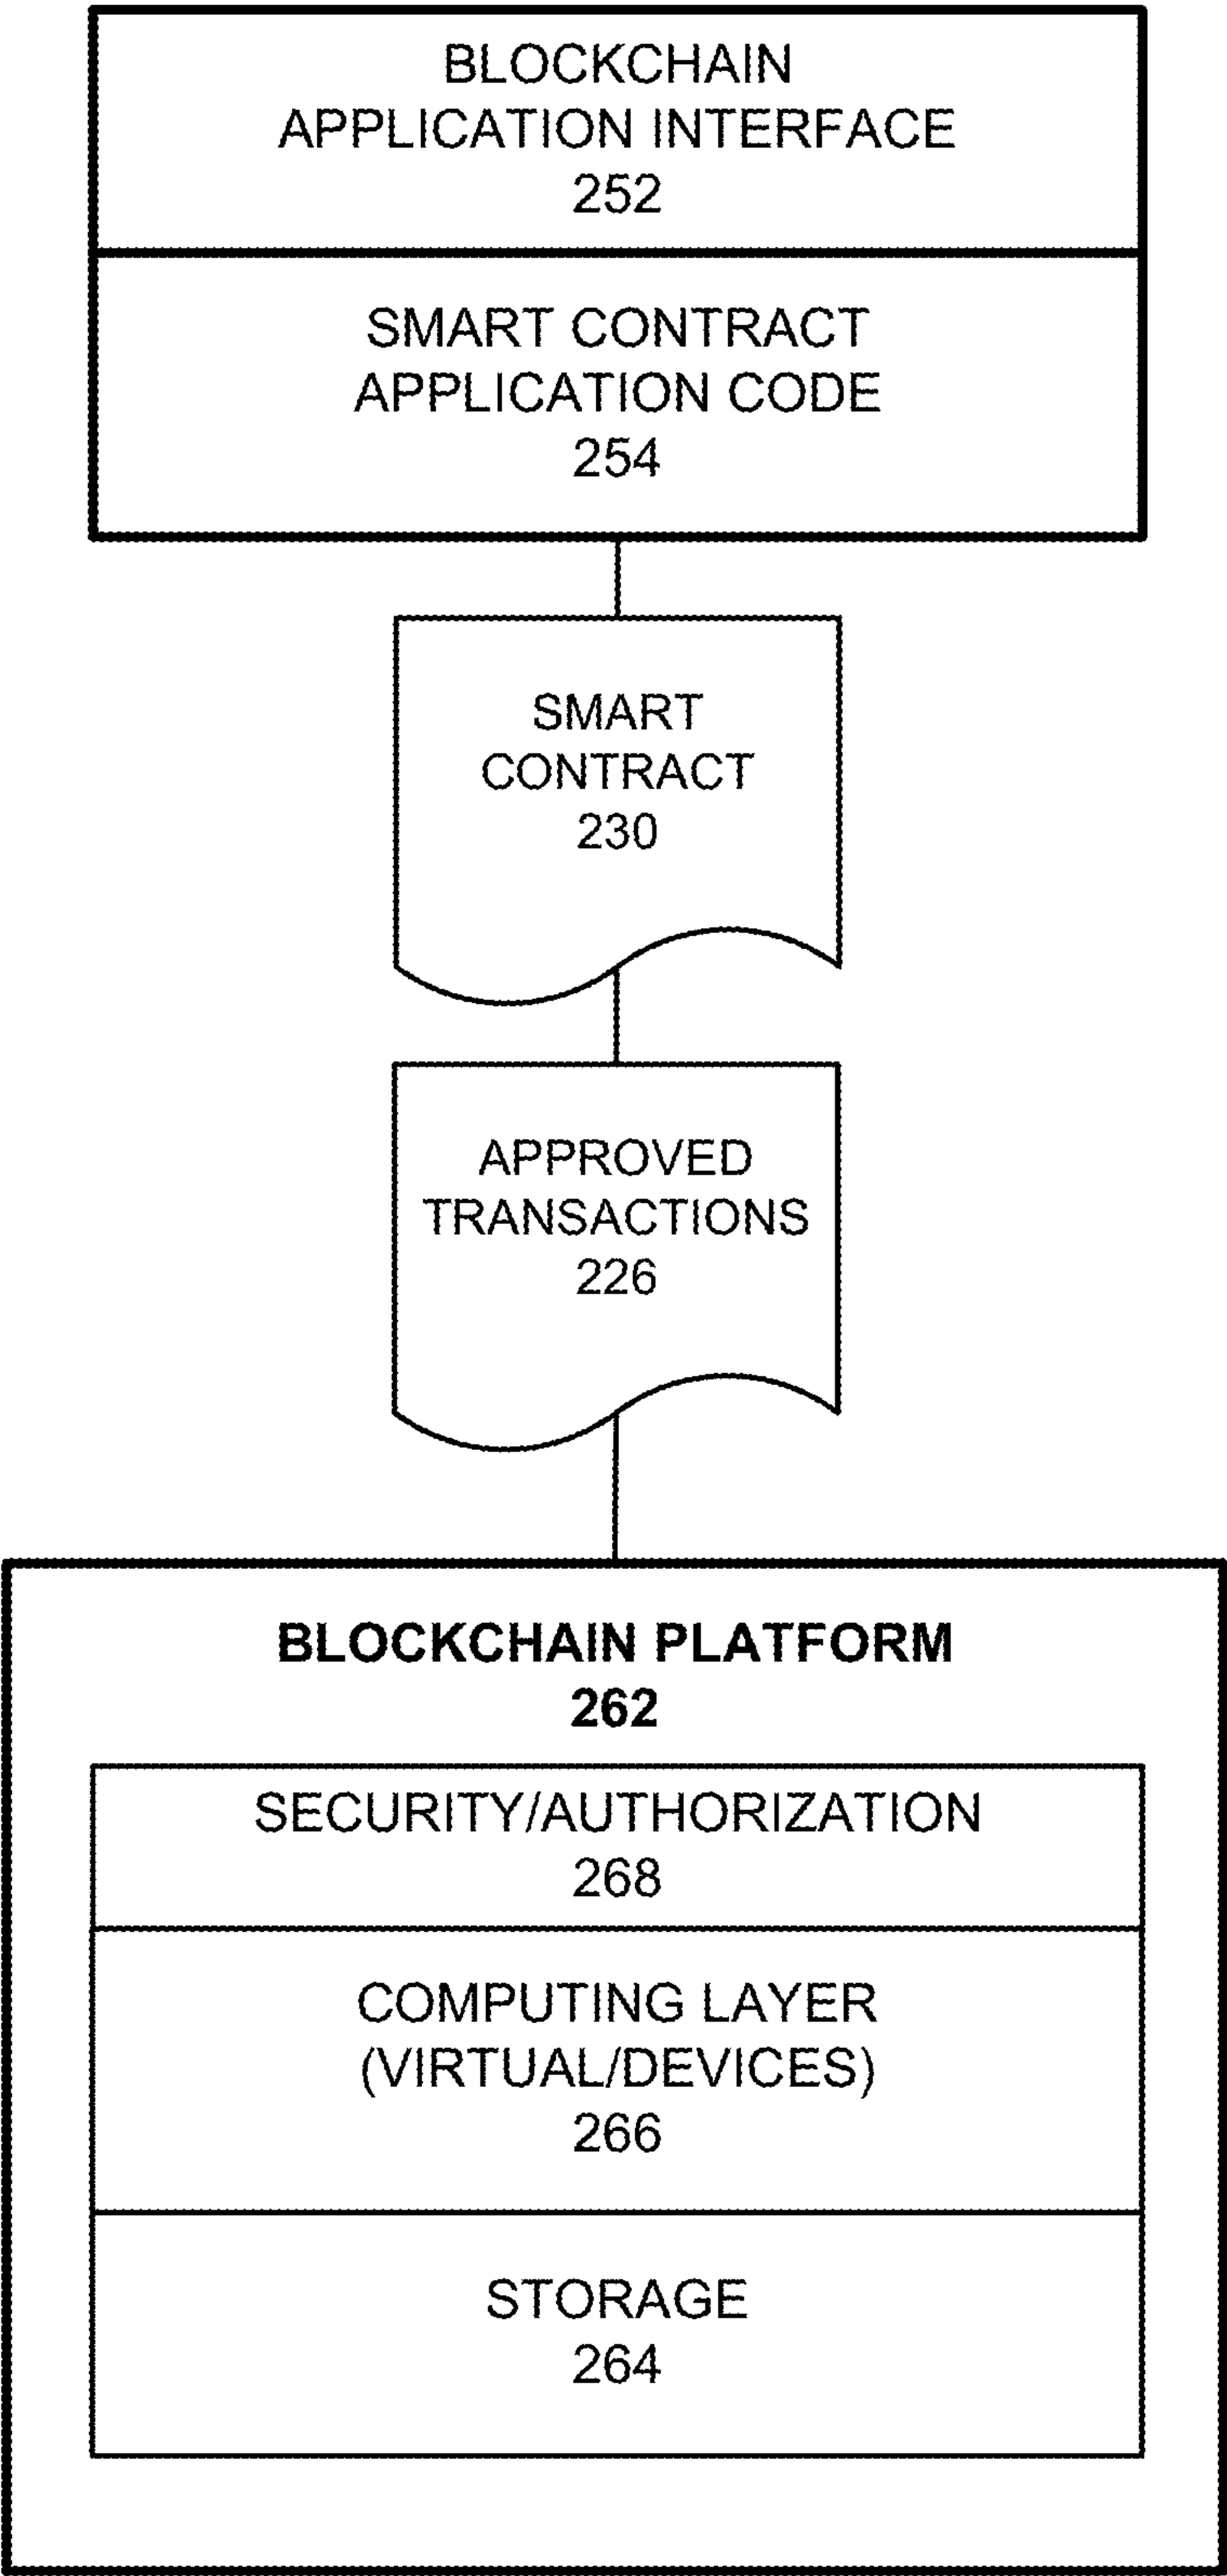 BLOCKCHAIN
APPLICATION INTERFACE
252
SMART CONTRACT
APPLICATION CODE
254
SMART
CONTRACT
230
APPROVED
TRANSACTIONS
226
BLOCKCHAIN PLATFORM
262
SECURITY/AUTHORIZATION
268
COMPUTING LAYER
(VIRTUAL/DEVICES)
266
STORAGE
264